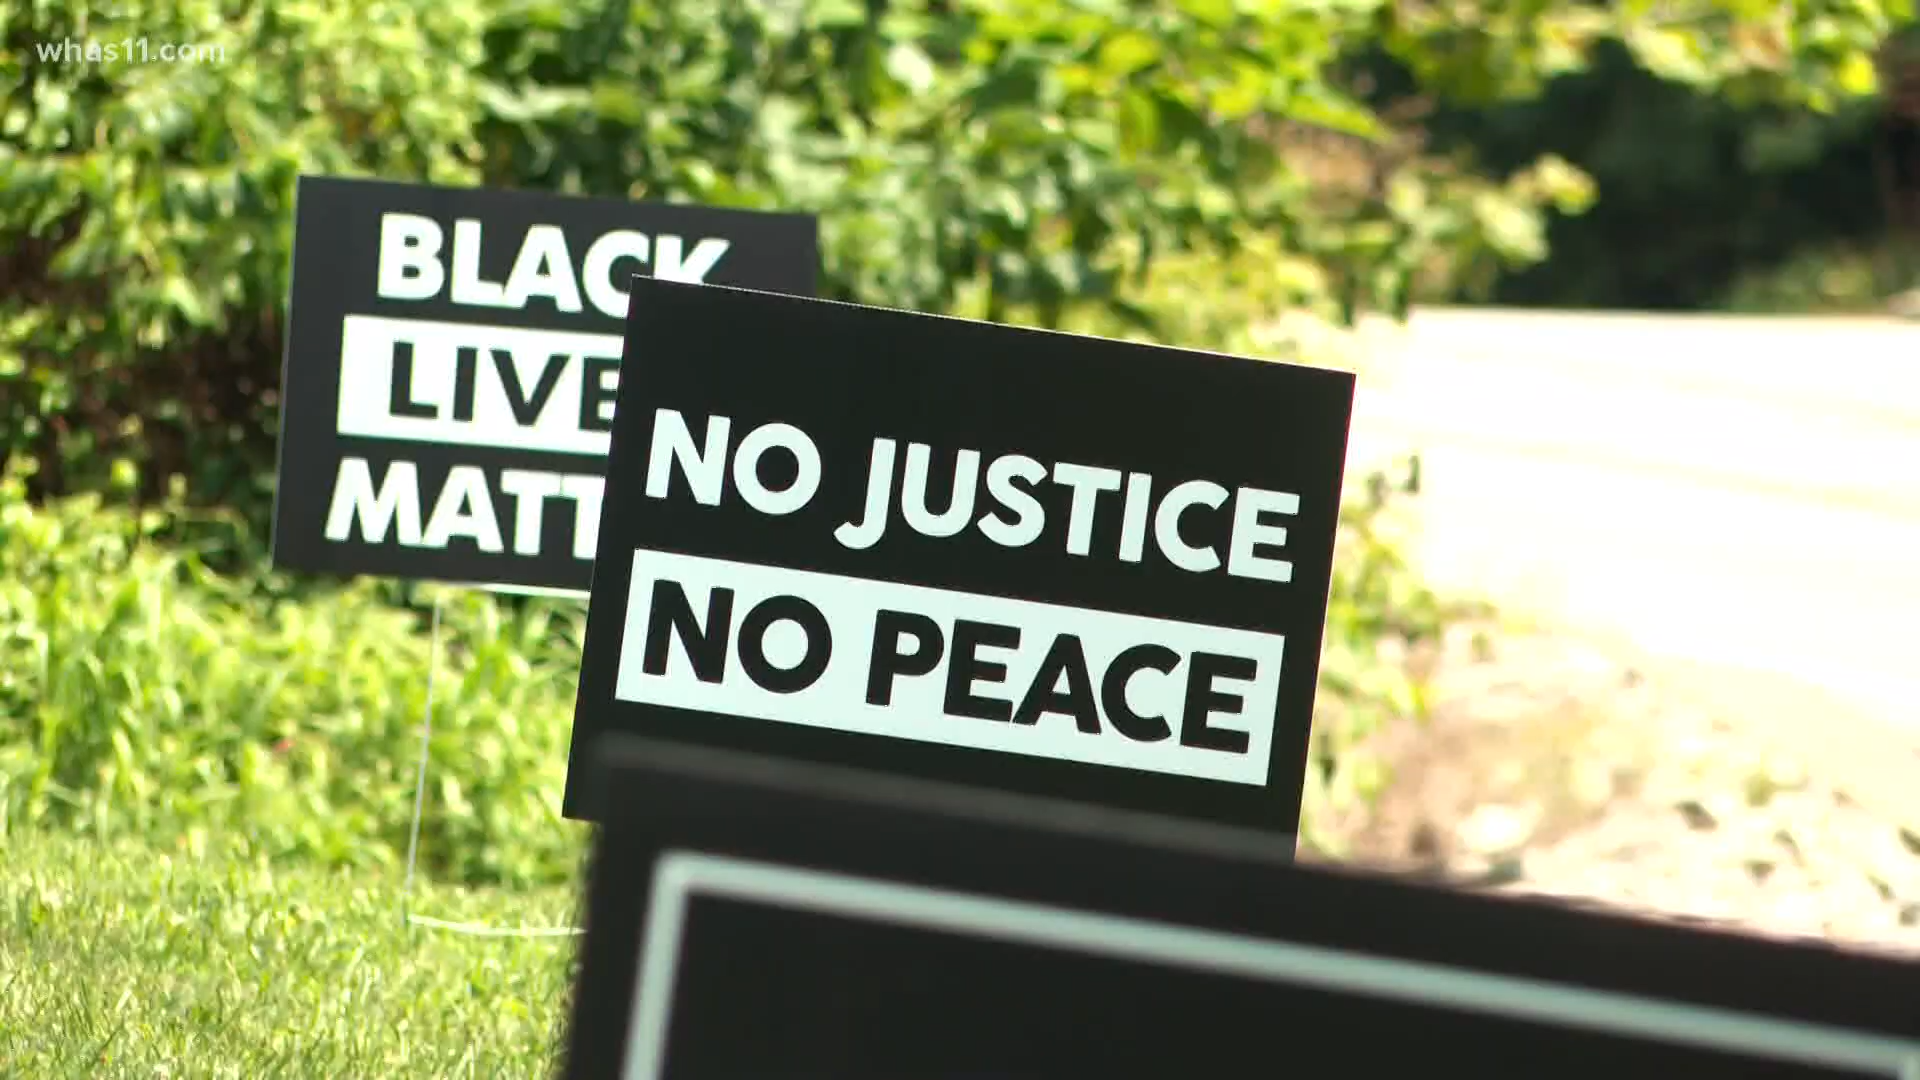 whas11.com
BLACK
LIVE
MATT
NO JUSTICE
NO PEACE